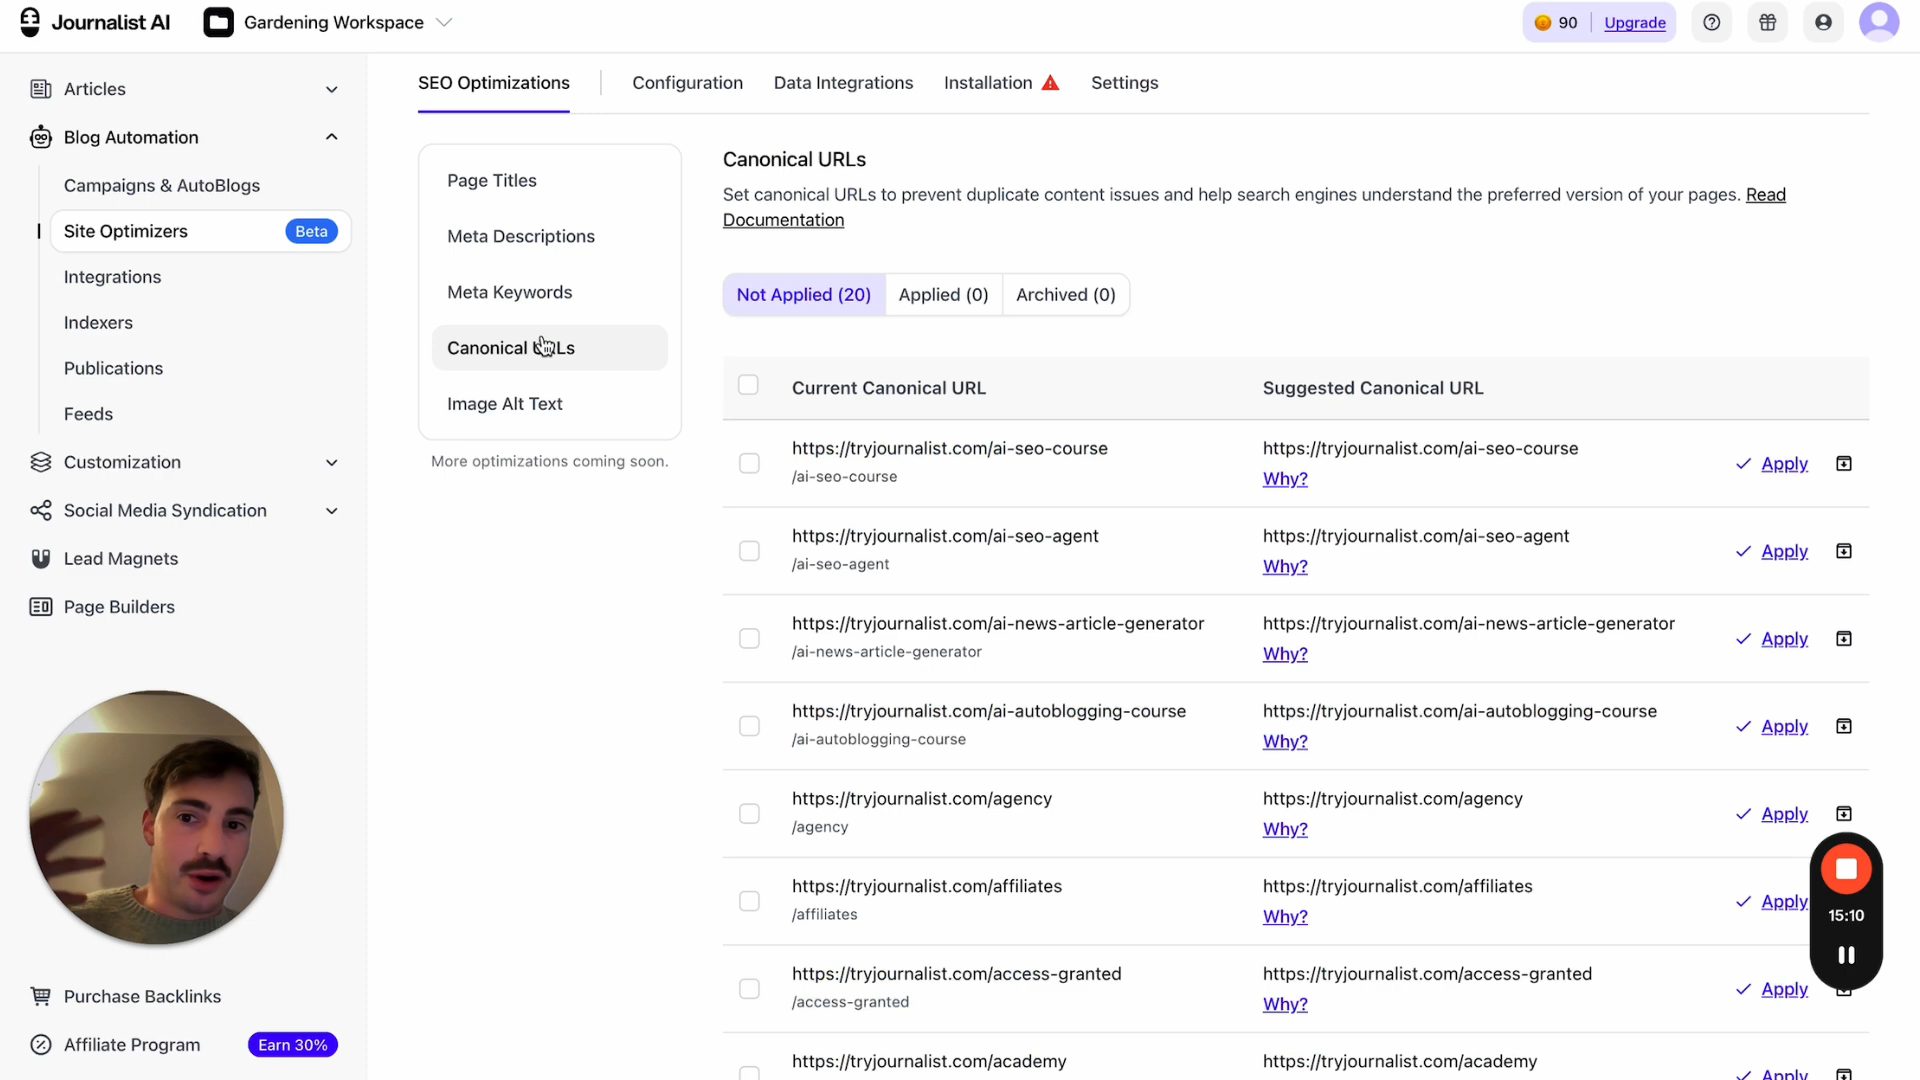 Journalist AI
Gardening Workspace
90
Upgrade
Articles
Blog Automation
Campaigns & AutoBlogs
Site Optimizers
Beta
Integrations
Indexers
Publications
Feeds
Customization
Social Media Syndication
Lead Magnets
Page Builders
Purchase Backlinks
Affiliate Program
Earn 30%
SEO Optimizations
Configuration
Data Integrations
Installation
Settings
Page Titles
Meta Descriptions
Meta Keywords
Canonical URLs
Image Alt Text
More optimizations coming soon.
Canonical URLs
Set canonical URLs to prevent duplicate content issues and help search engines understand the preferred version of your pages. Read
Documentation
Not Applied (20)
Applied (0)
Archived (0)
Current Canonical URL
Suggested Canonical URL
https://tryjournalist.com/ai-seo-course
/ai-seo-course
https://tryjournalist.com/ai-seo-course
Why?
Apply
https://tryjournalist.com/ai-seo-agent
/ai-seo-agent
https://tryjournalist.com/ai-seo-agent
Why?
Apply
https://tryjournalist.com/ai-news-article-generator
/ai-news-article-generator
https://tryjournalist.com/ai-news-article-generator
Why?
Apply
https://tryjournalist.com/ai-autoblogging-course
/ai-autoblogging-course
https://tryjournalist.com/ai-autoblogging-course
Why?
Apply
https://tryjournalist.com/agency
/agency
https://tryjournalist.com/agency
Why?
Apply
https://tryjournalist.com/affiliates
/affiliates
https://tryjournalist.com/affiliates
Why?
Apply
https://tryjournalist.com/access-granted
/access-granted
https://tryjournalist.com/access-granted
Why?
Apply
https://tryjournalist.com/academy
https://tryjournalist.com/academy
Apply
15:10